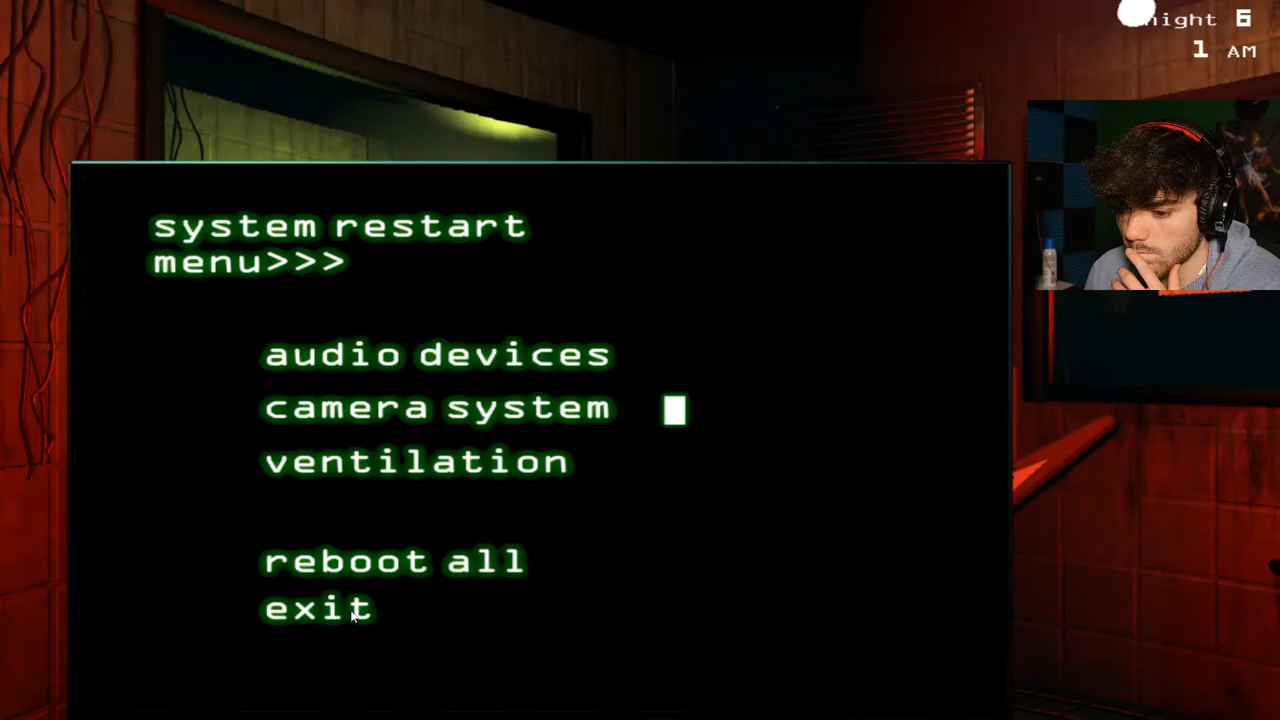 night 6
1 AM
system restart
menu>>>
audio devices
camera system
ventilation
reboot all
exit